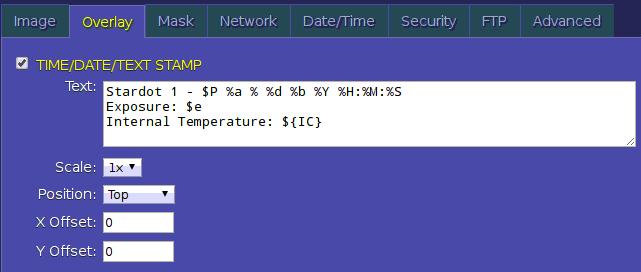 Image Overlay Mask Network Date/Time Security FTP Advanced
TIME/DATE/TEXT STAMP
Text: Stardot 1 - $P %a % %d %b %Y %H:%M:%S
Exposure: $e
Internal Temperature: ${IC}
Scale: 1x
Position: Top
X Offset: 0
Y Offset: 0